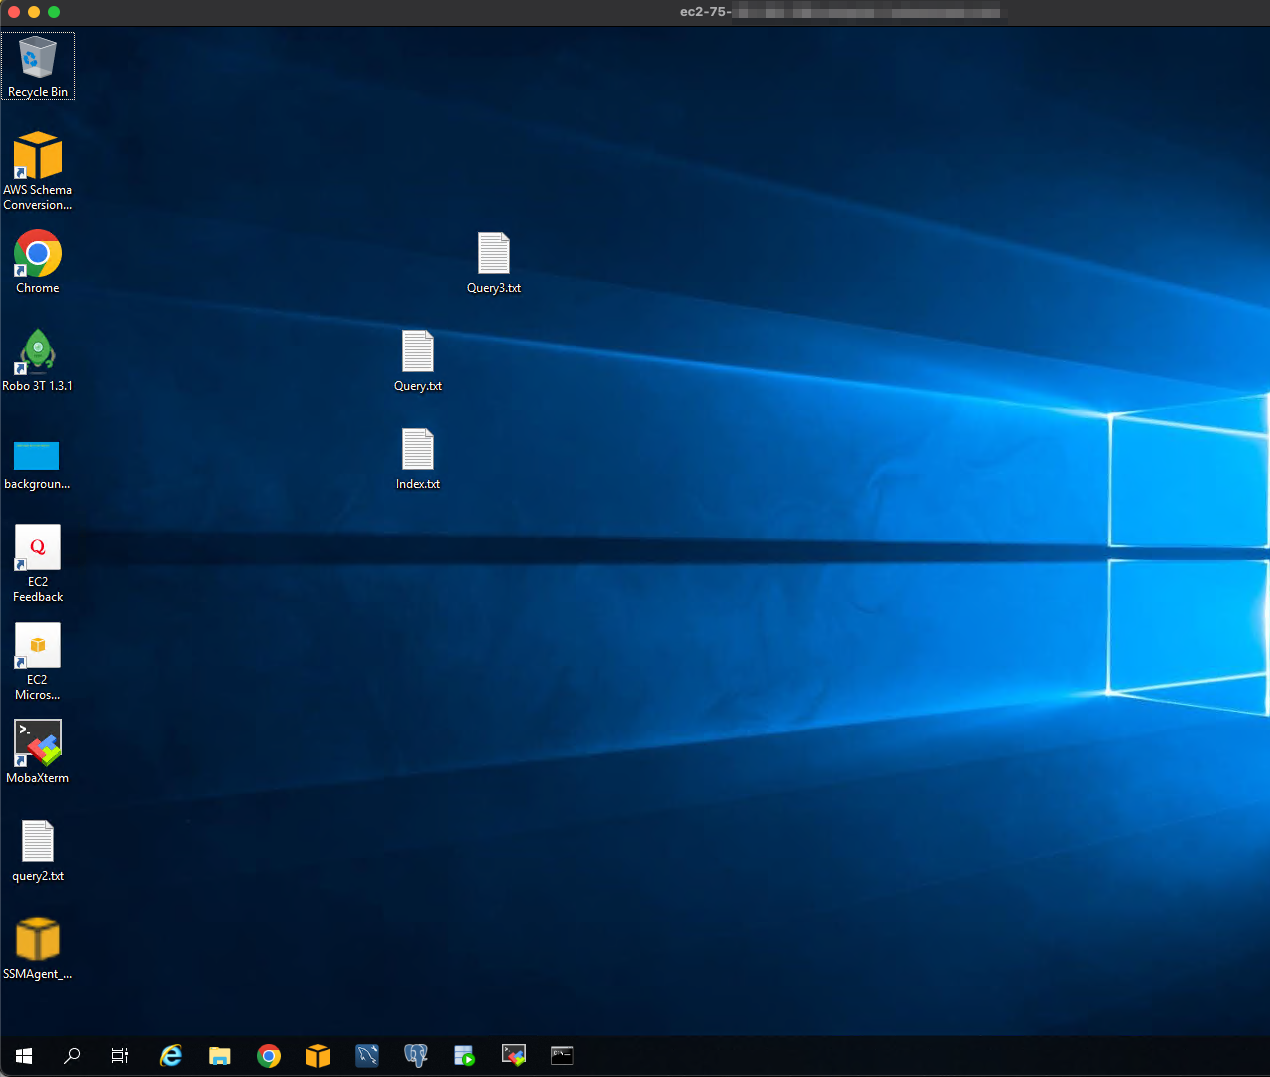 ec2-75-
Recycle Bin
AWS Schema
Conversion...
Chrome
Robo 3T 1.3.1
backgroun...
EC2
Feedback
EC2
Micros...
MobaXterm
query2.txt
SSMAgent_...
Query3.txt
Query.txt
Index.txt